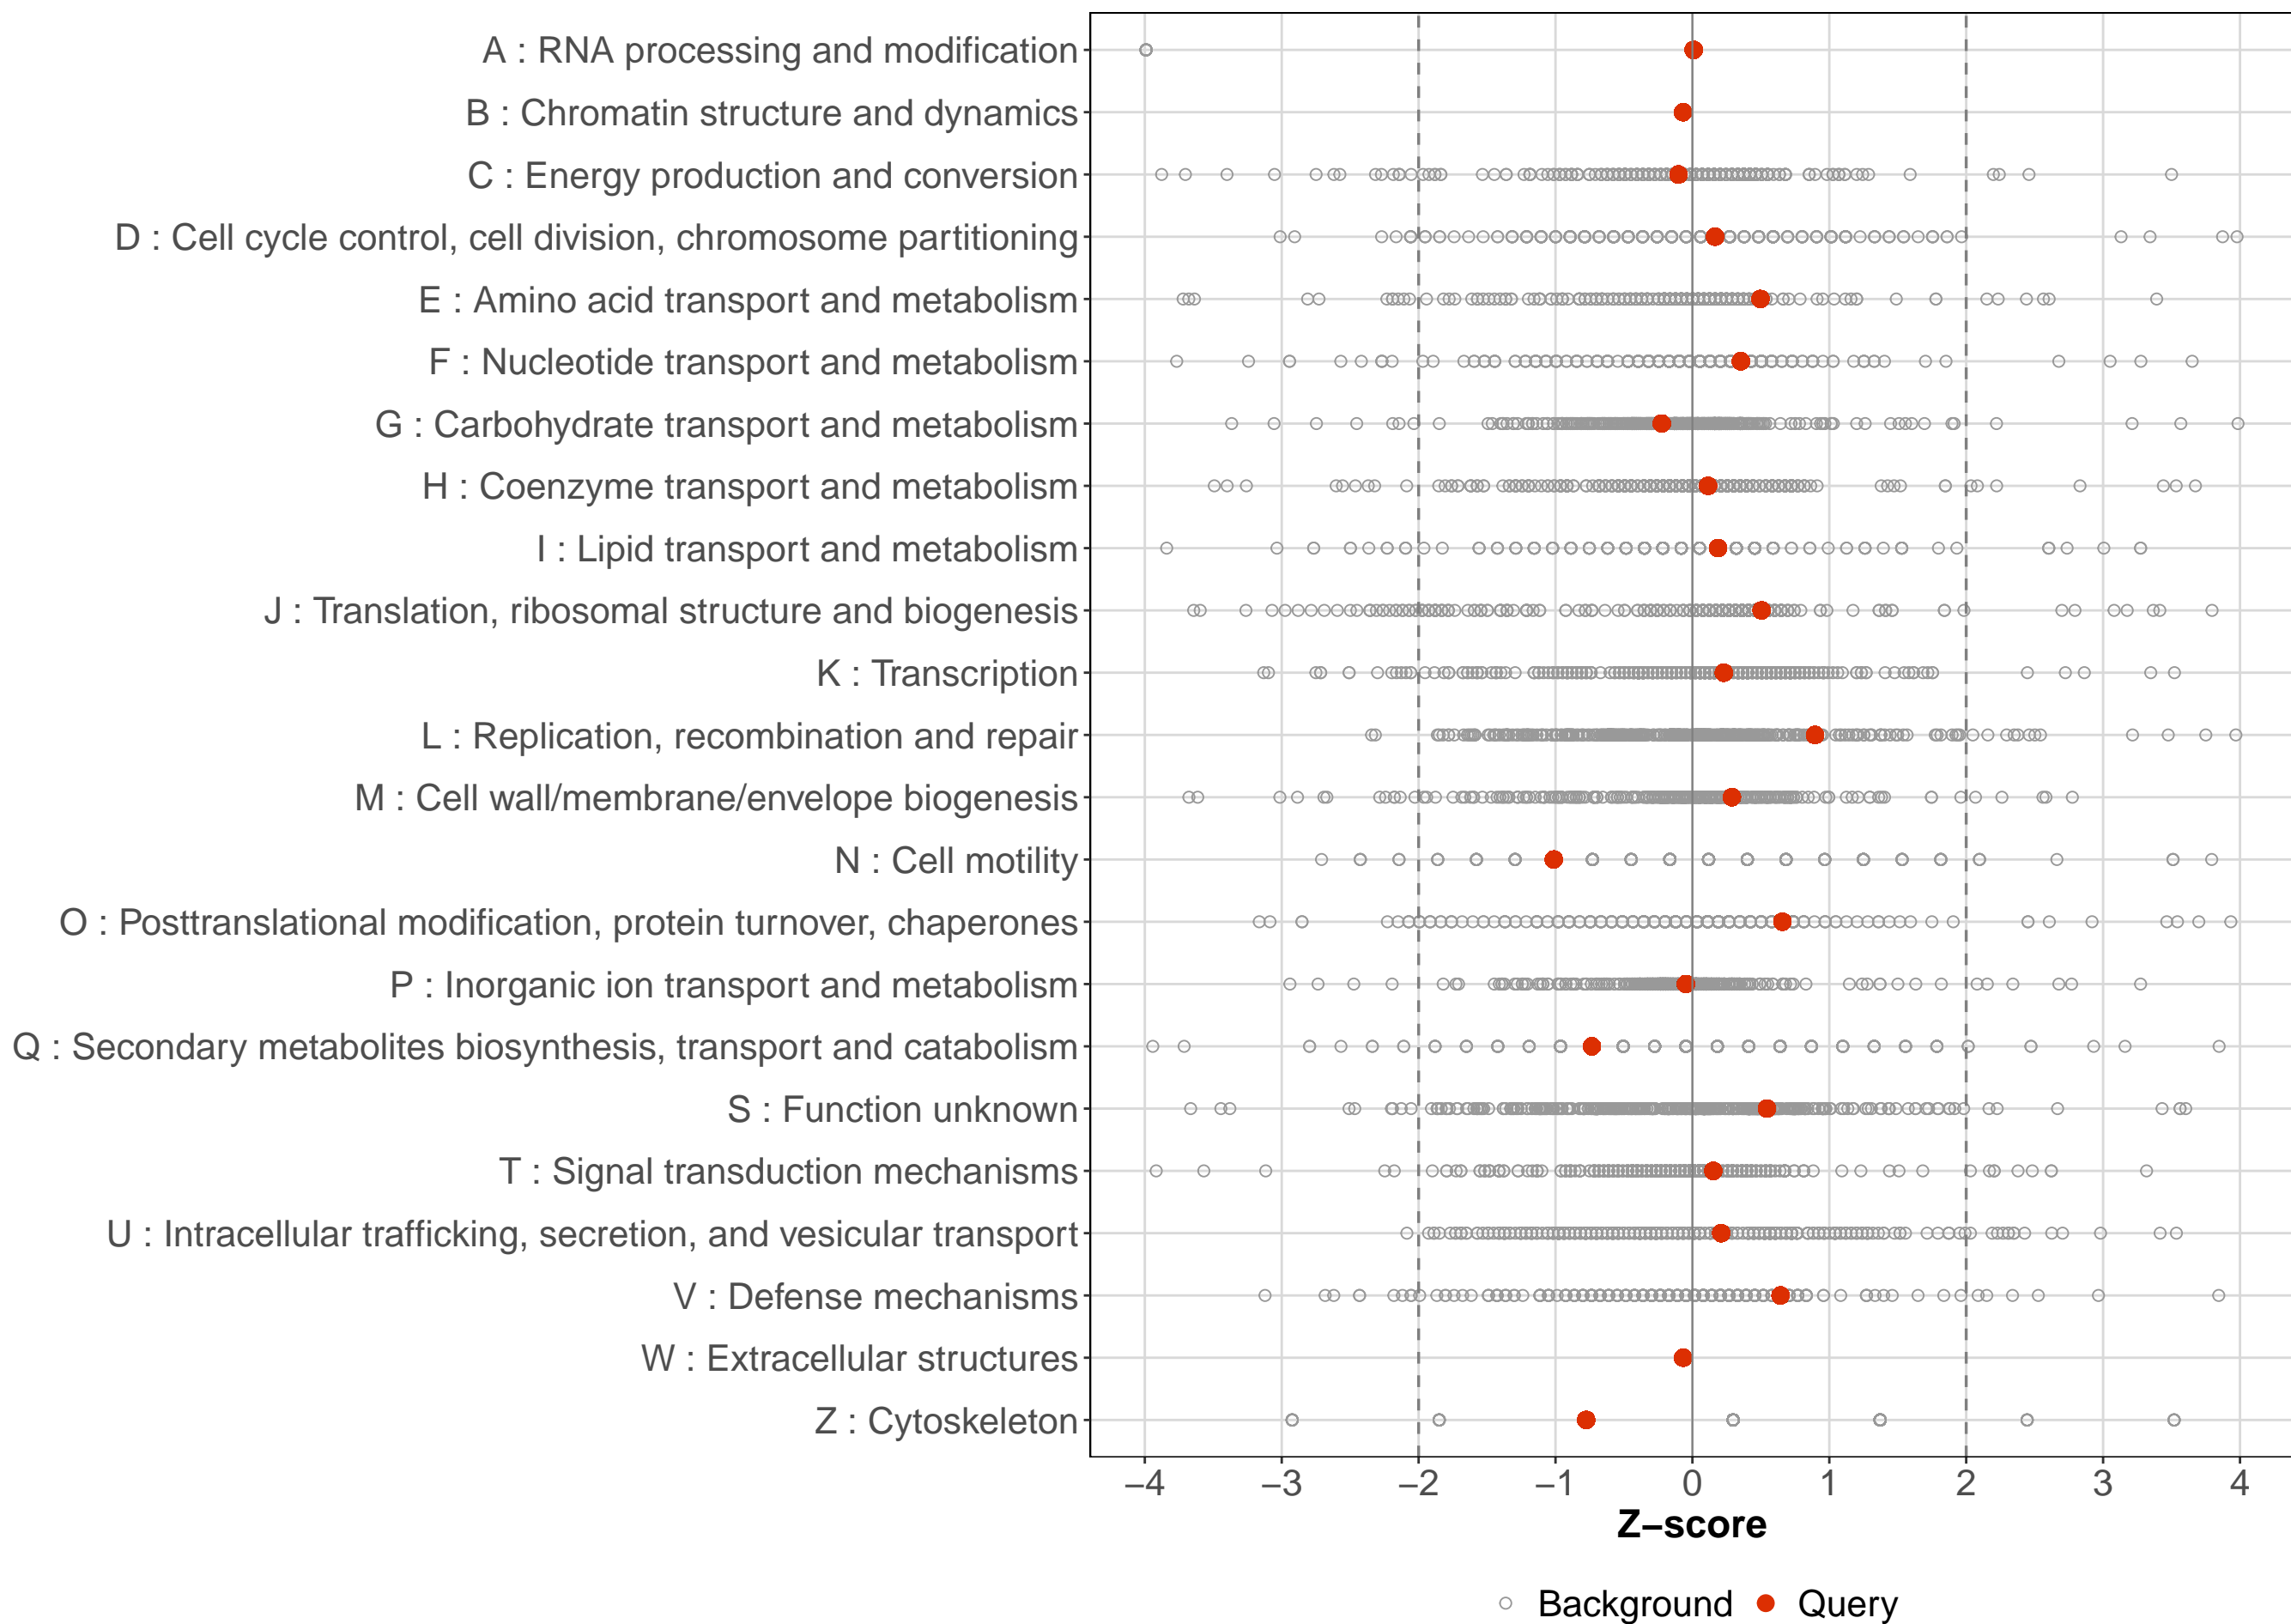 A : RNA processing and modification
B : Chromatin structure and dynamics
C : Energy production and conversion
D : Cell cycle control, cell division, chromosome partitioning
E : Amino acid transport and metabolism
F : Nucleotide transport and metabolism
G : Carbohydrate transport and metabolism
H : Coenzyme transport and metabolism
I : Lipid transport and metabolism
J : Translation, ribosomal structure and biogenesis
K : Transcription
L : Replication, recombination and repair
M : Cell wall/membrane/envelope biogenesis
N : Cell motility
O : Posttranslational modification, protein turnover, chaperones
P : Inorganic ion transport and metabolism
Q : Secondary metabolites biosynthesis, transport and catabolism
S : Function unknown
T : Signal transduction mechanisms
U : Intracellular trafficking, secretion, and vesicular transport
V : Defense mechanisms
W : Extracellular structures
Z : Cytoskeleton
−4 −3 −2 −1 0 1 2 3 4
Z−score
Background Query